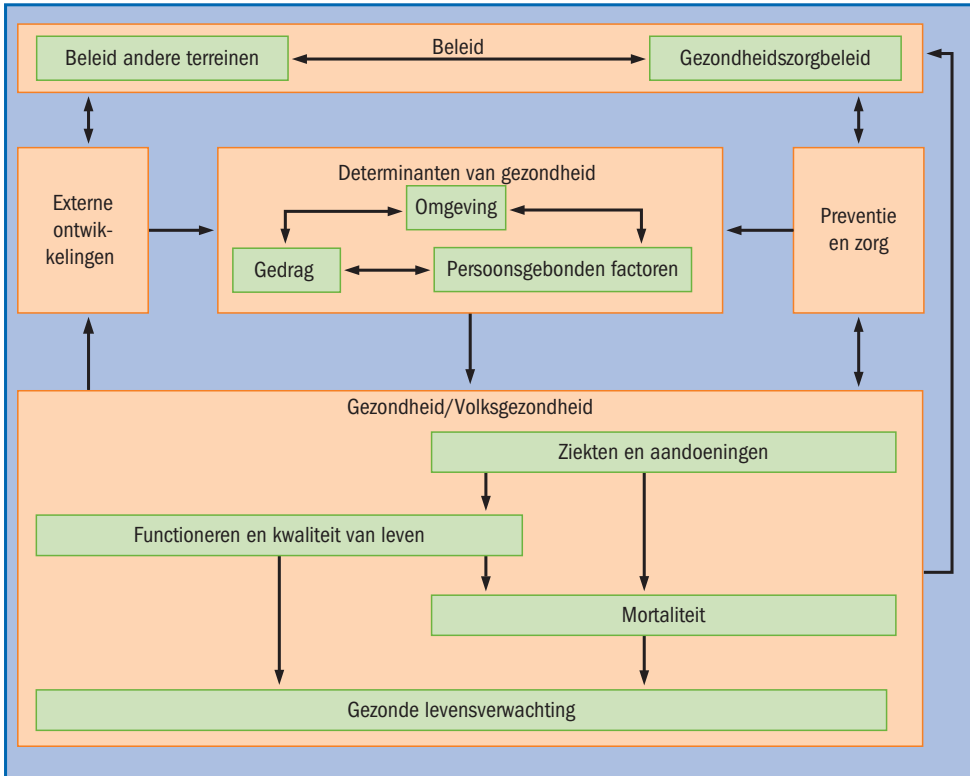 Beleid
Beleid andere terreinen
Gezondheidszorgbeleid
Externe
ontwik-
kelingen
Determinanten van gezondheid
Omgeving
Gedrag
Persoonsgebonden factoren
Preventie
en zorg
Gezondheid/Volksgezondheid
Ziekten en aandoeningen
Functioneren en kwaliteit van leven
Mortaliteit
Gezonde levensverwachting